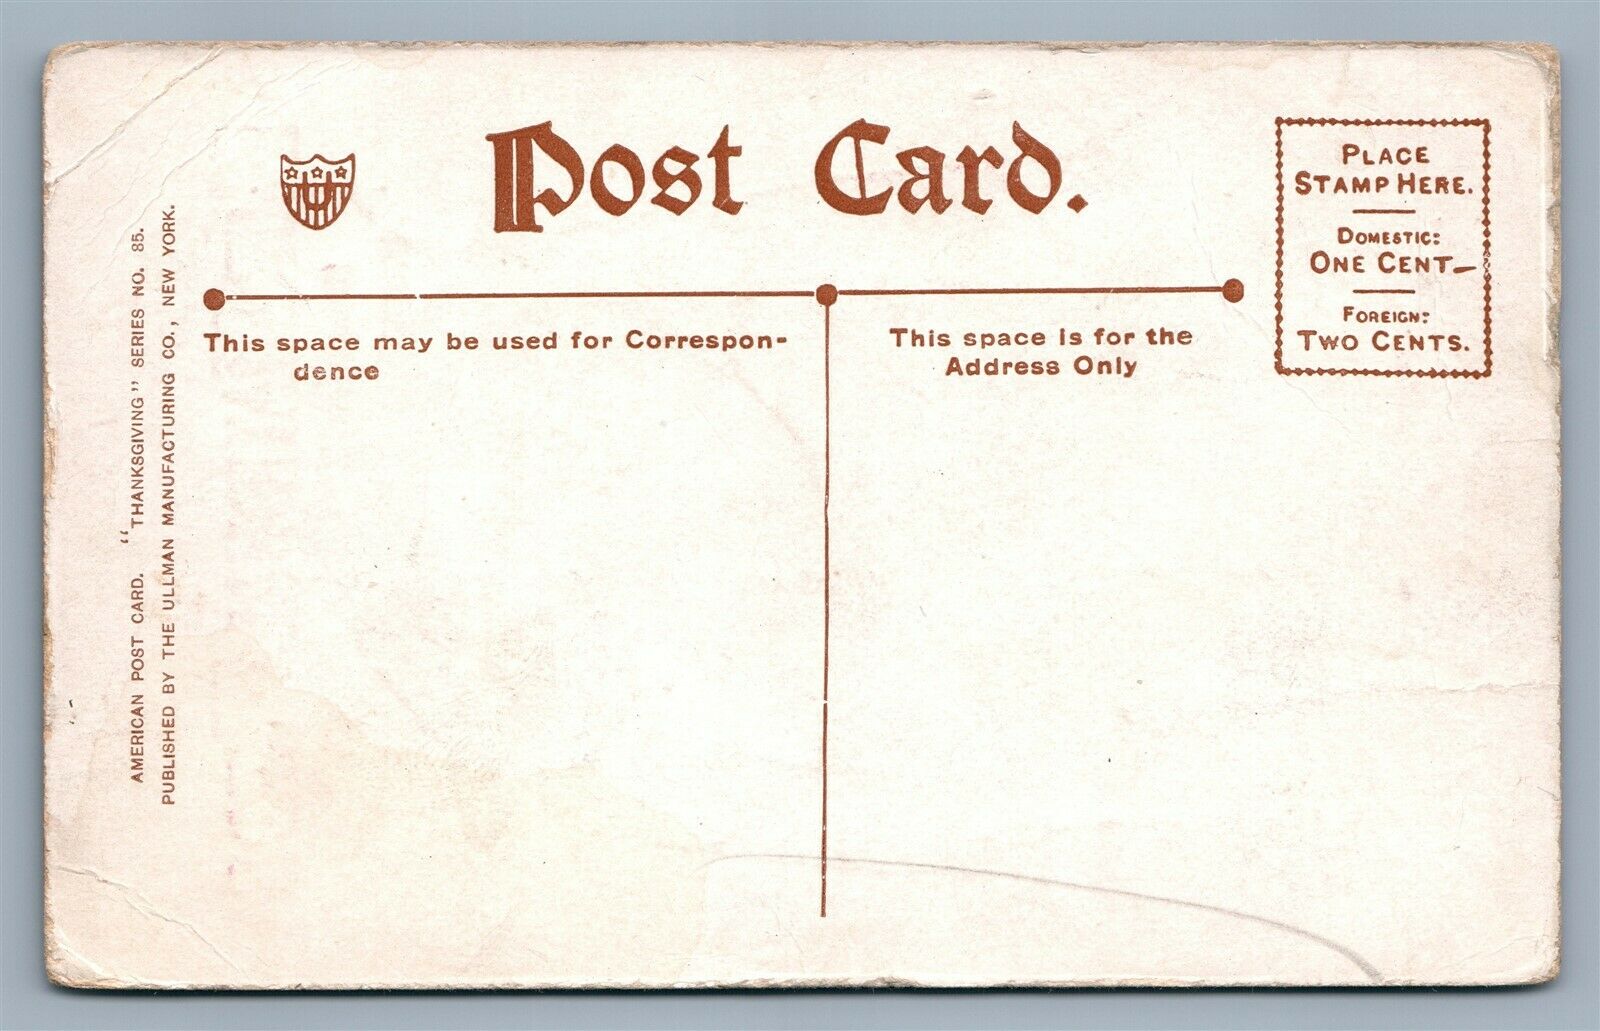 Post Card.
PLACE
STAMP HERE.
DOMESTIC:
ONE CENT
FOREIGN:
TWO CENTS.
This space may be used for Correspon-
dence
This space is for the
Address Only
AMERICAN POST CARD. "THANKSGIVING" SERIES NO. 85.
PUBLISHED BY THE ULLMAN MANUFACTURING CO., NEW YORK.